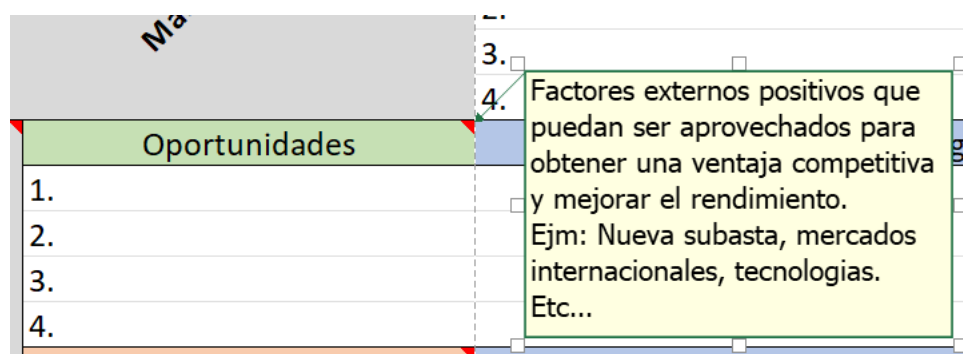 Ma
3.
4.
Factores externos positivos que
puedan ser aprovechados para
obtener una ventaja competitiva
y mejorar el rendimiento.
Ejm: Nueva subasta, mercados
internacionales, tecnologias.
Etc...
Oportunidades
1.
2.
3.
4.